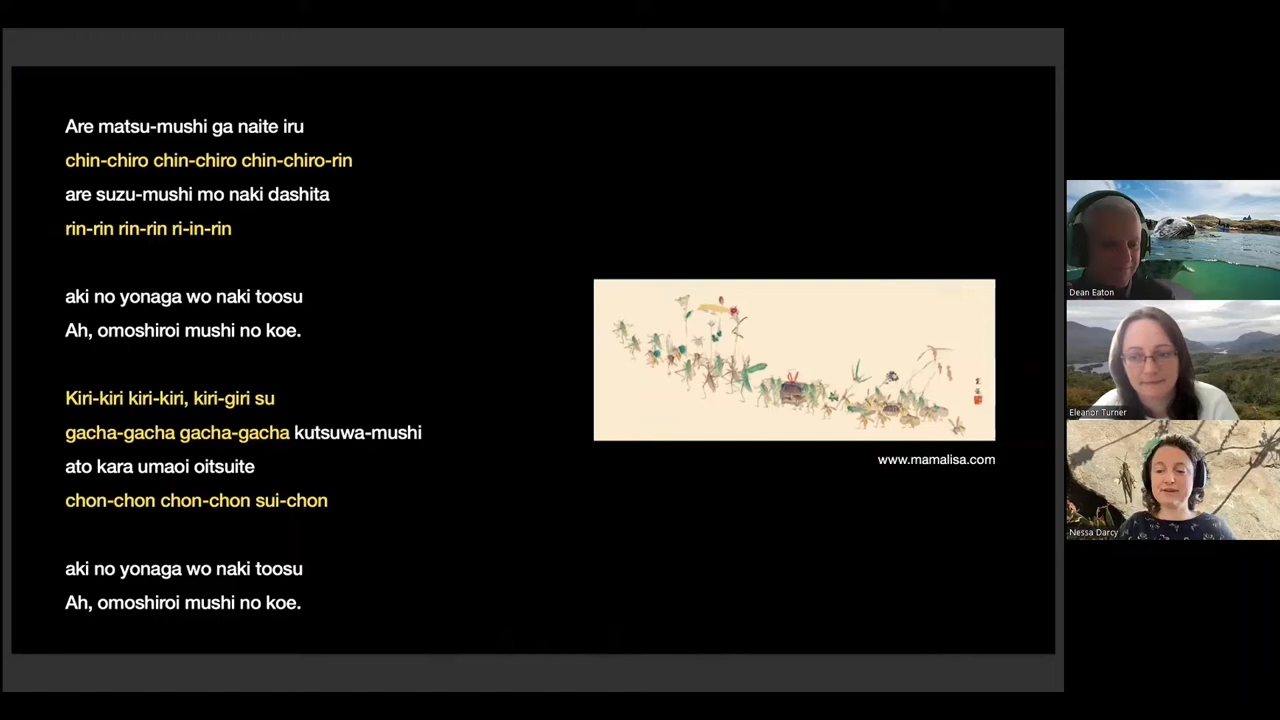 Are matsu-mushi ga naite iru
chin-chiro chin-chiro chin-chiro-rin
are suzu-mushi mo naki dashita
rin-rin rin-rin ri-in-rin
aki no yonaga wo naki toosu
Ah, omoshiroi mushi no koe.
Kiri-kiri kiri-kiri, kiri-giri su
gacha-gacha gacha-gacha kutsuwa-mushi
ato kara umaoi oitsuite
chon-chon chon-chon sui-chon
aki no yonaga wo naki toosu
Ah, omoshiroi mushi no koe.
www.mamalisa.com
Dean Eaton
Eleanor Turner
Nessa Darcy